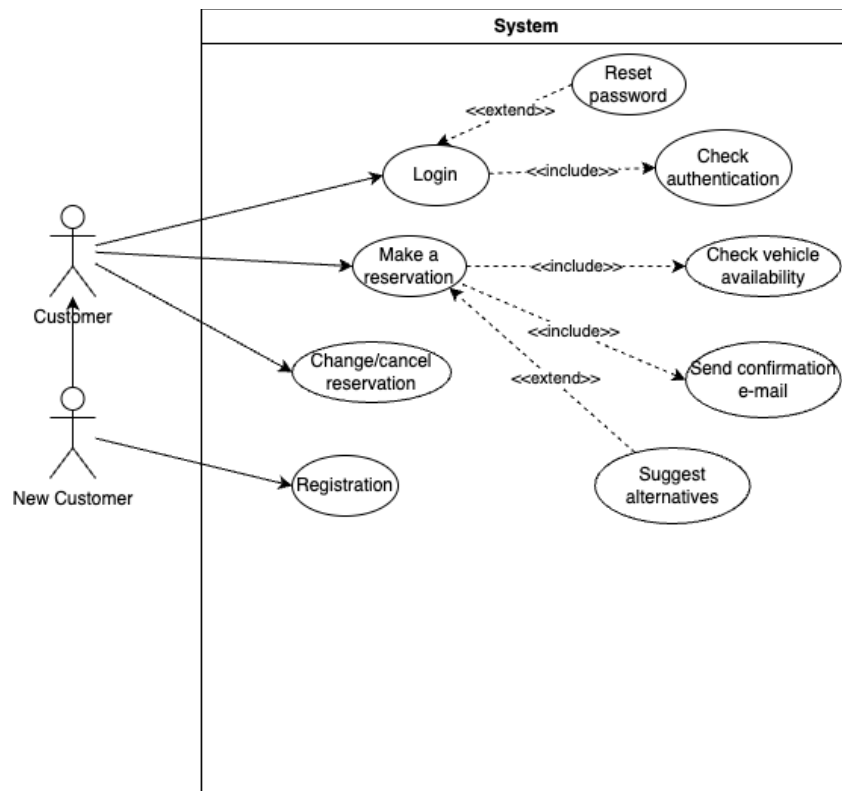 System
Reset
password
<<extend>>
Login
<<include>>
Check
authentication
Make a
reservation
<<include>>
Check vehicle
availability
Customer
<<include>>
Change/cancel
reservation
<<extend>>
Send confirmation
e-mail
New Customer
Registration
Suggest
alternatives